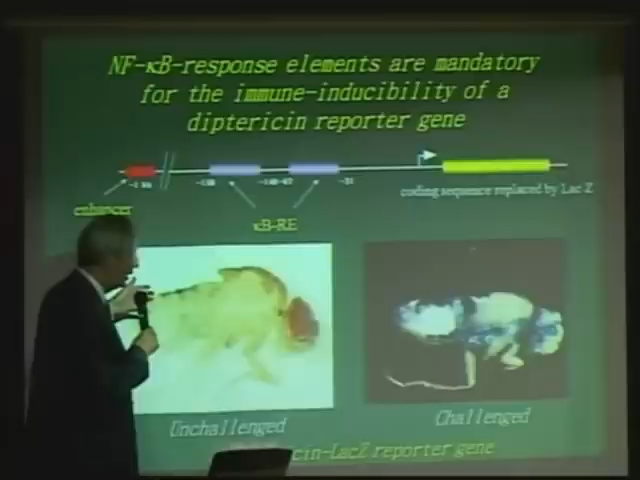 NF-κB-response elements are mandatory
for the immune-inducibility of a
diptericin reporter gene
enhancer
κB-RE
coding sequence replaced by Lac Z
Unchallenged
Challenged
cin-LacZ reporter gene